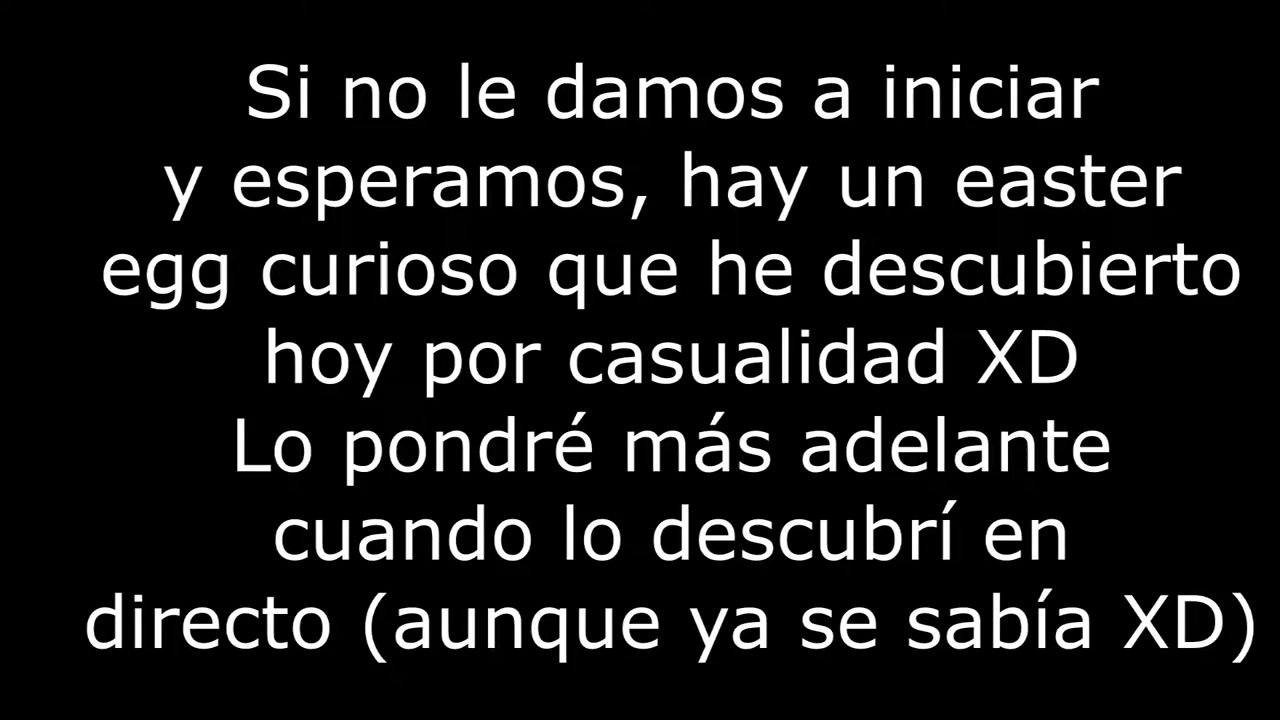 Si no le damos a iniciar
y esperamos, hay un easter
egg curioso que he descubierto
hoy por casualidad XD
Lo pondré más adelante
cuando lo descubrí en
directo (aunque ya se sabía XD)